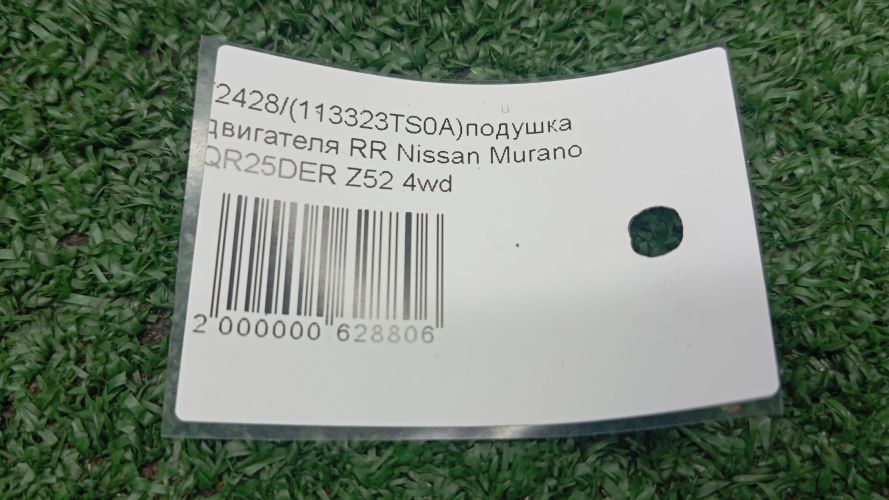 2428/(113323TS0A)подушка
двигателя RR Nissan Murano
QR25DER Z52 4wd
2 000000 628806